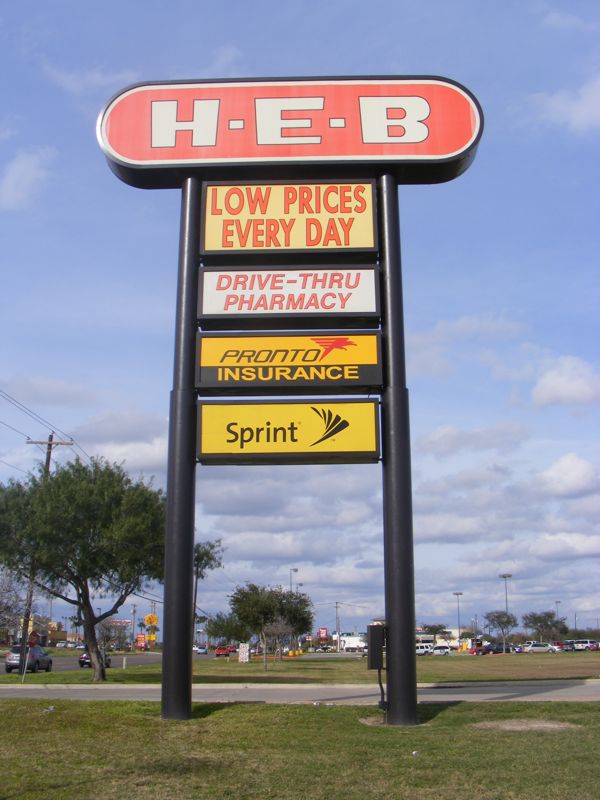 H-E-B
LOW PRICES
EVERY DAY
DRIVE-THRU
PHARMACY
PRONTO
INSURANCE
Sprint